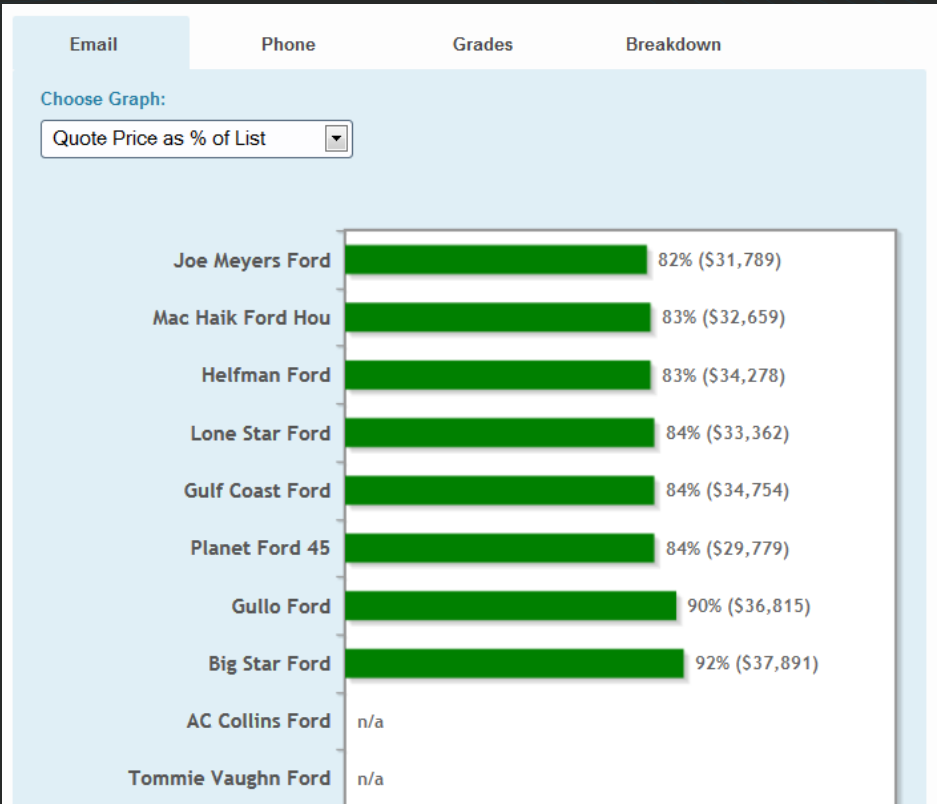 Email Phone Grades Breakdown
Choose Graph:
Quote Price as % of List
Joe Meyers Ford 82% ($31,789)
Mac Haik Ford Hou 83% ($32,659)
Helfman Ford 83% ($34,278)
Lone Star Ford 84% ($33,362)
Gulf Coast Ford 84% ($34,754)
Planet Ford 45 84% ($29,779)
Gullo Ford 90% ($36,815)
Big Star Ford 92% ($37,891)
AC Collins Ford n/a
Tommie Vaughn Ford n/a